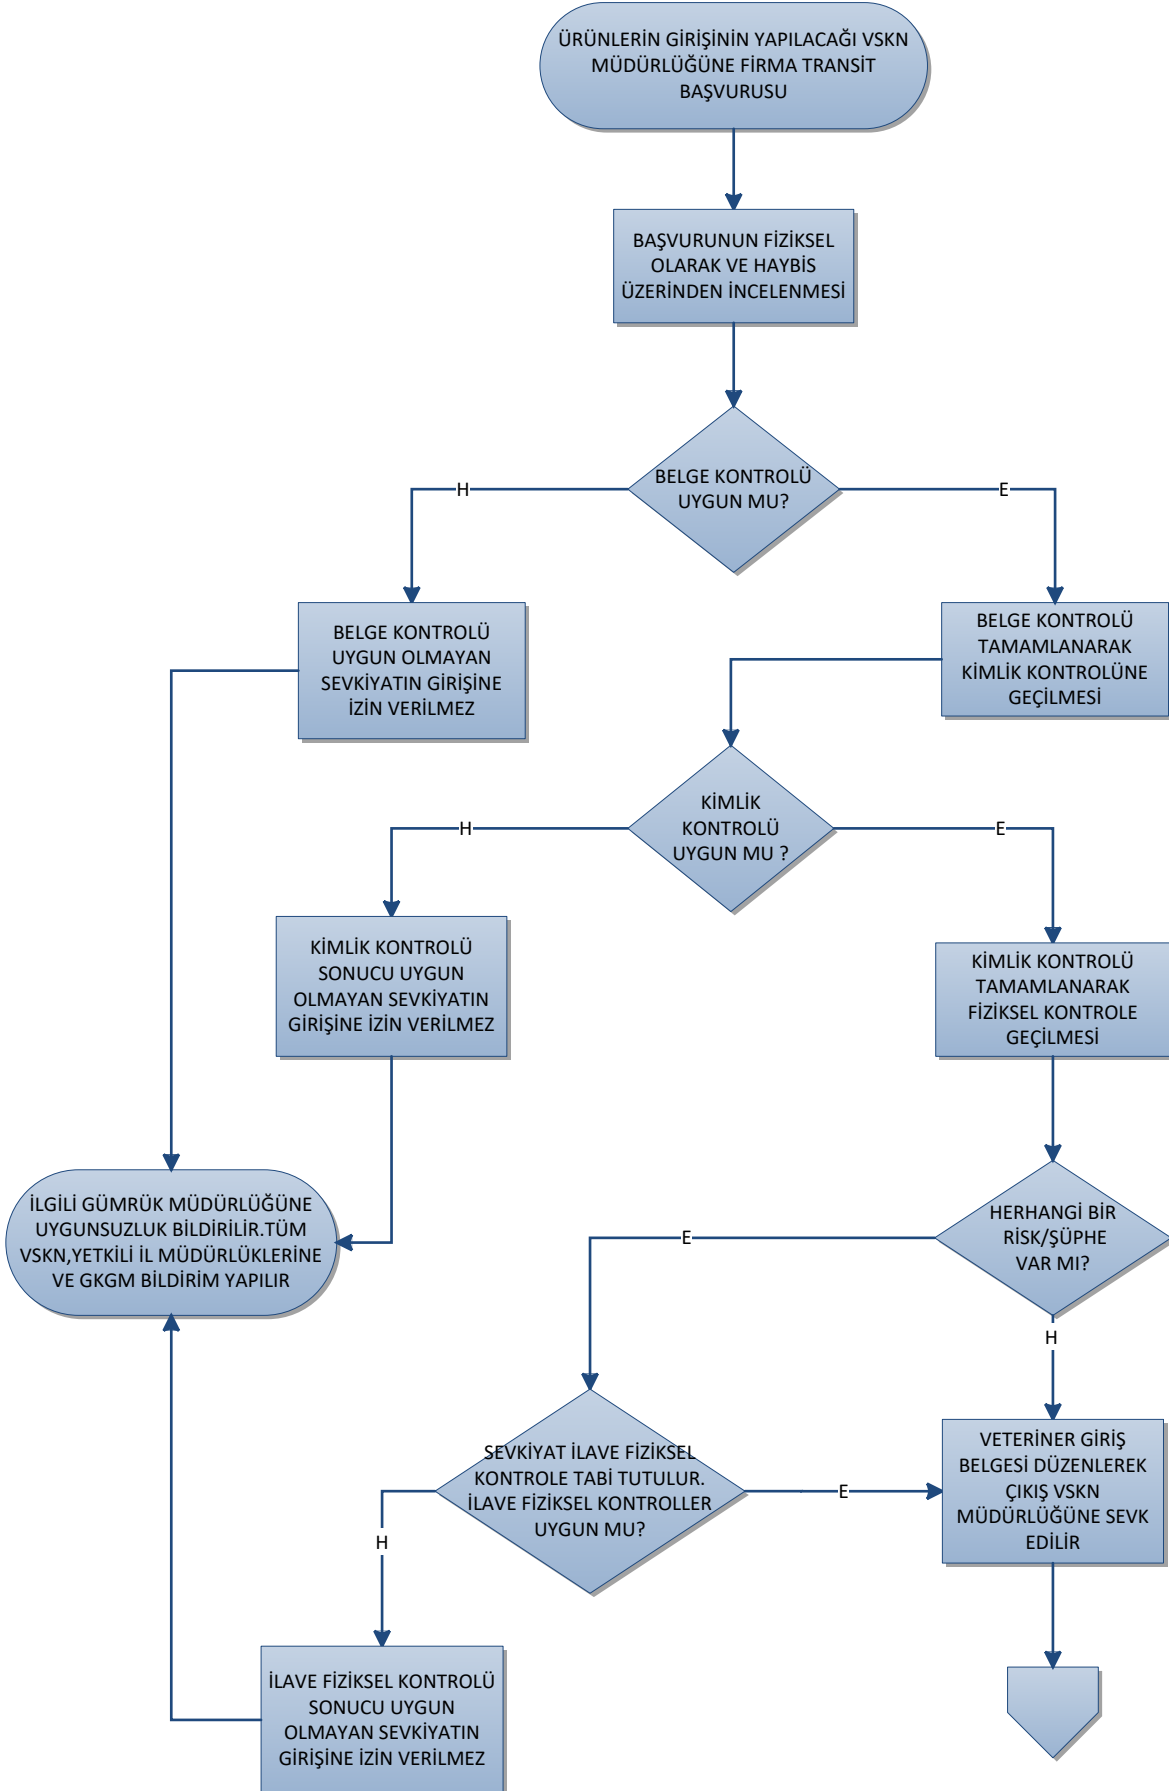 ÜRÜNLERİN GİRİŞİNİN YAPILACAĞI VSKN
MÜDÜRLÜĞÜNE FİRMA TRANSİT
BAŞVURUSU
BAŞVURUNUN FİZİKSEL
OLARAK VE HAYBİS
ÜZERİNDEN İNCELENMESİ
BELGE KONTROLÜ
UYGUN MU?
H
E
BELGE KONTROLÜ
UYGUN OLMAYAN
SEVKİYATIN GİRİŞİNE
İZİN VERİLMEZ
BELGE KONTROLÜ
TAMAMLANARAK
KİMLİK KONTROLÜNE
GEÇİLMESİ
KİMLİK
KONTROLÜ
UYGUN MU ?
H
E
KİMLİK KONTROLÜ
SONUCU UYGUN
OLMAYAN SEVKİYATIN
GİRİŞİNE İZİN VERİLMEZ
KİMLİK KONTROLÜ
TAMAMLANARAK
FİZİKSEL KONTROLE
GEÇİLMESİ
İLGİLİ GÜMRÜK MÜDÜRLÜĞÜNE
UYGUNSUZLUK BİLDİRİLİR.TÜM
VSKN,YETKİLİ İL MÜDÜRLÜKLERİNE
VE GKGM BİLDİRİM YAPILIR
HERHANGİ BİR
RİSK/ŞÜPHE
VAR MI?
E
H
SEVKİYAT İLAVE FİZİKSEL
KONTROLE TABİ TUTULUR.
İLAVE FİZİKSEL KONTROLLER
UYGUN MU?
E
H
VETERİNER GİRİŞ
BELGESİ DÜZENLEREK
ÇIKIŞ VSKN
MÜDÜRLÜĞÜNE SEVK
EDİLİR
İLAVE FİZİKSEL KONTROLÜ
SONUCU UYGUN
OLMAYAN SEVKİYATIN
GİRİŞİNE İZİN VERİLMEZ